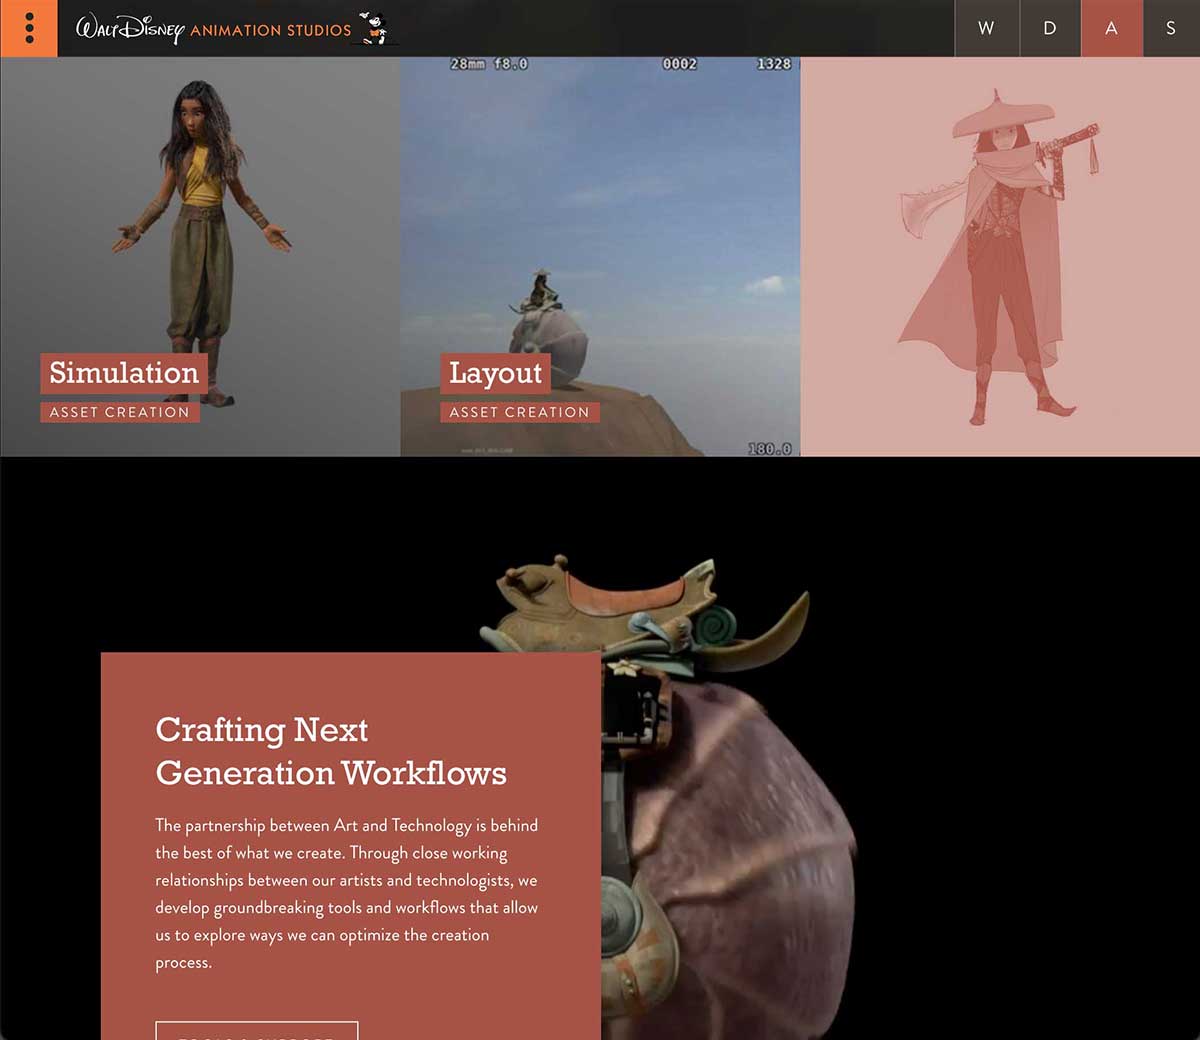 WALT DISNEY ANIMATION STUDIOS
W D A S
28mm f8.0 0002 1328
Simulation
ASSET CREATION
Layout
ASSET CREATION
180.0
Crafting Next
Generation Workflows
The partnership between Art and Technology is behind
the best of what we create. Through close working
relationships between our artists and technologists, we
develop groundbreaking tools and workflows that allow
us to explore ways we can optimize the creation
process.